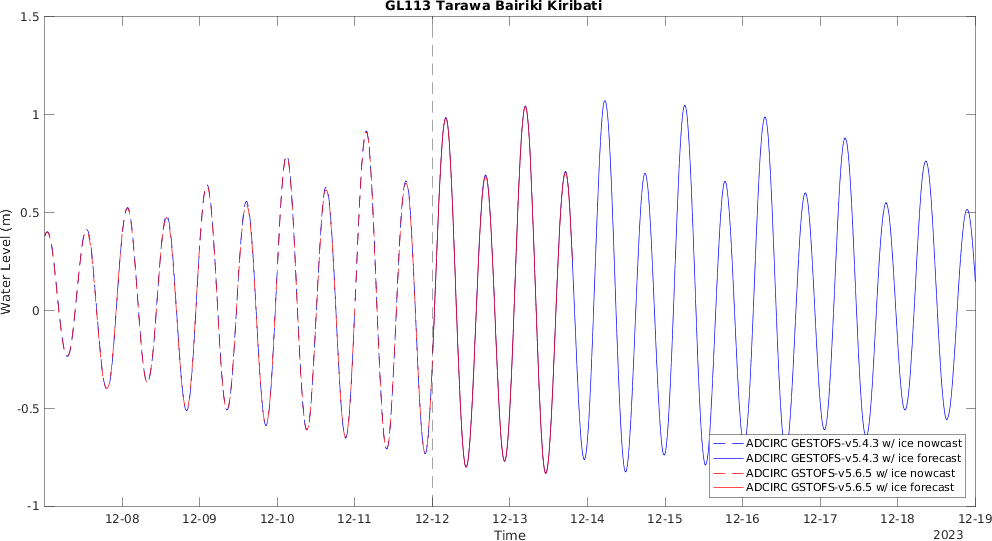 GL113 Tarawa Bairiki Kiribati
1.5
1
0.5
0
-0.5
-1
Water Level (m)
ADCIRC GESTOFS-v5.4.3 w/ ice nowcast
ADCIRC GESTOFS-v5.4.3 w/ ice forecast
ADCIRC GSTOFS-v5.6.5 w/ ice nowcast
ADCIRC GSTOFS-v5.6.5 w/ ice forecast
12-08 12-09 12-10 12-11 12-12 12-13 12-14 12-15 12-16 12-17 12-18 12-19
Time
2023